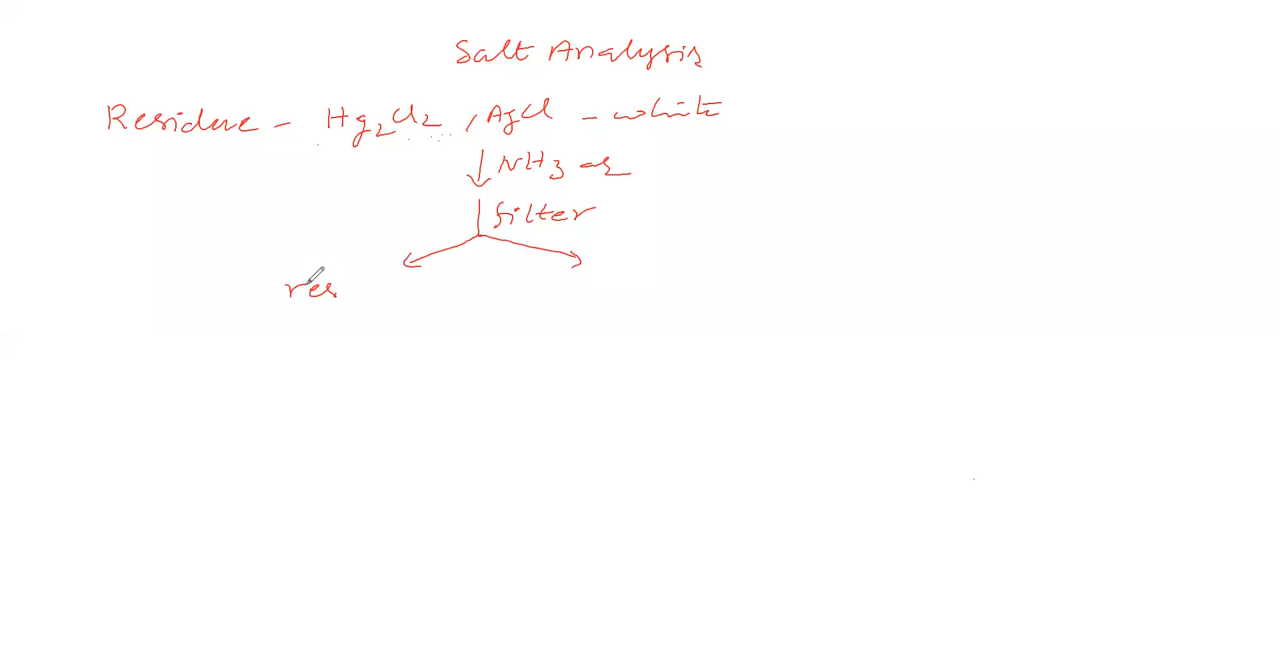 Salt Analysis
Residue - Hg2Cl2 , AgCl - white
NH3 aq
filter
res